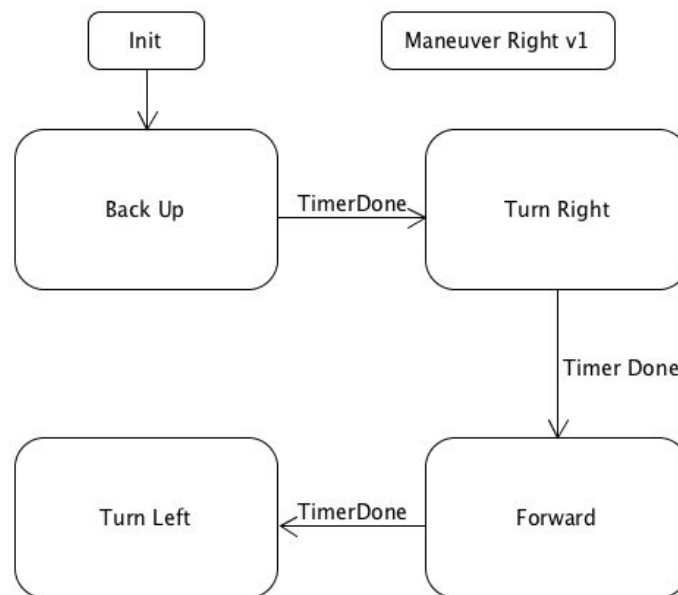 Init
Maneuver Right v1
Back Up
TimerDone
Turn Right
Timer Done
Turn Left
TimerDone
Forward